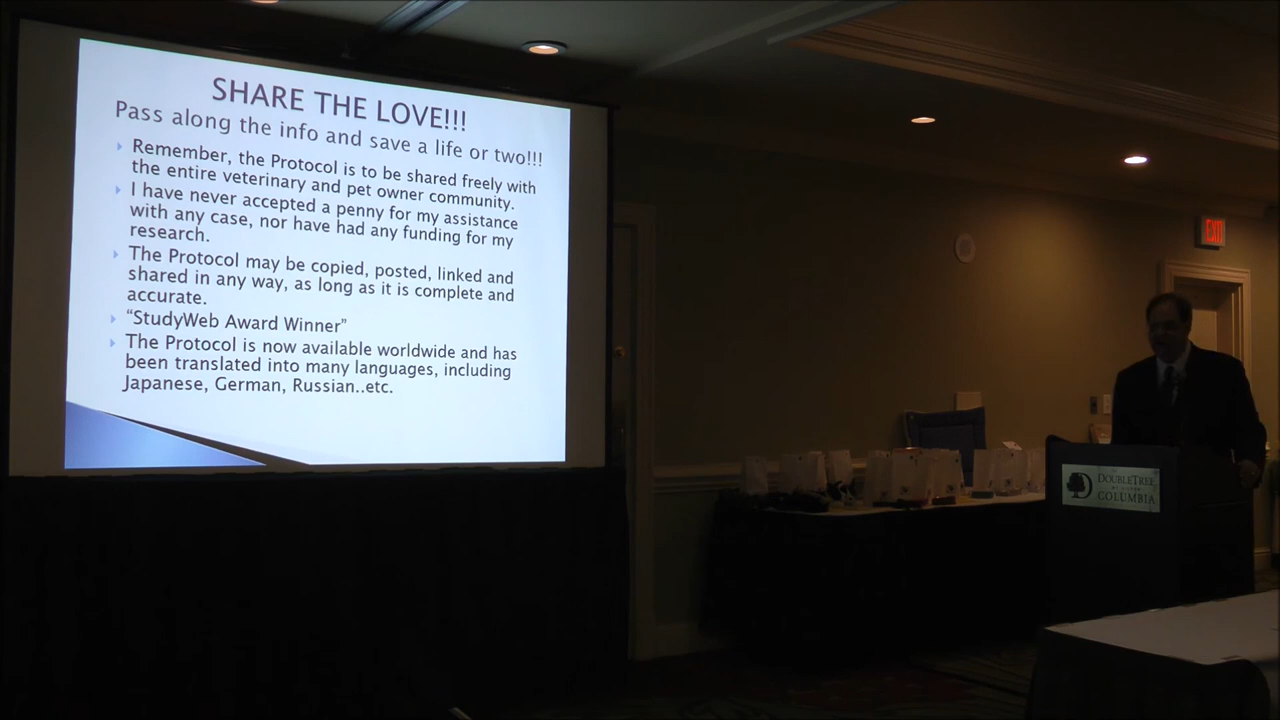 SHARE THE LOVE!!!
Pass along the info and save a life or two!!!
Remember, the Protocol is to be shared freely with
the entire veterinary and pet owner community.
I have never accepted a penny for my assistance
with any case, nor have had any funding for my
research.
The Protocol may be copied, posted, linked and
shared in any way, as long as it is complete and
accurate.
“StudyWeb Award Winner”
The Protocol is now available worldwide and has
been translated into many languages, including
Japanese, German, Russian..etc.
EXIT
DOUBLETREE
BY HILTON
COLUMBIA